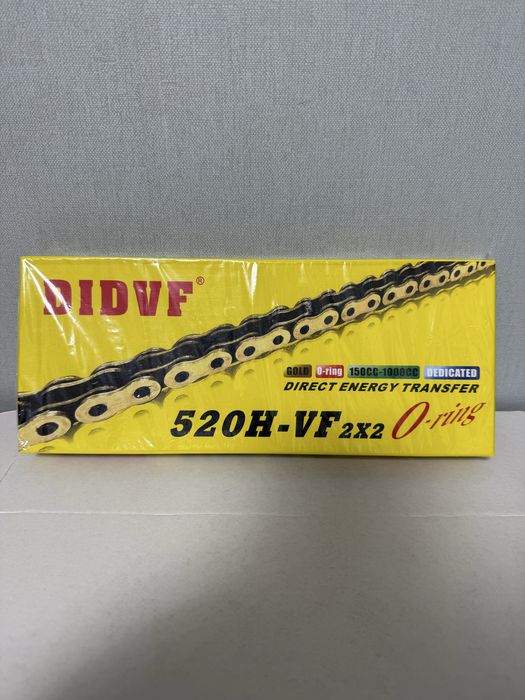 DIDVF®
GOLD O-ring 150CC-1000CC DEDICATED
DIRECT ENERGY TRANSFER
520H-VF 2X2 O-ring